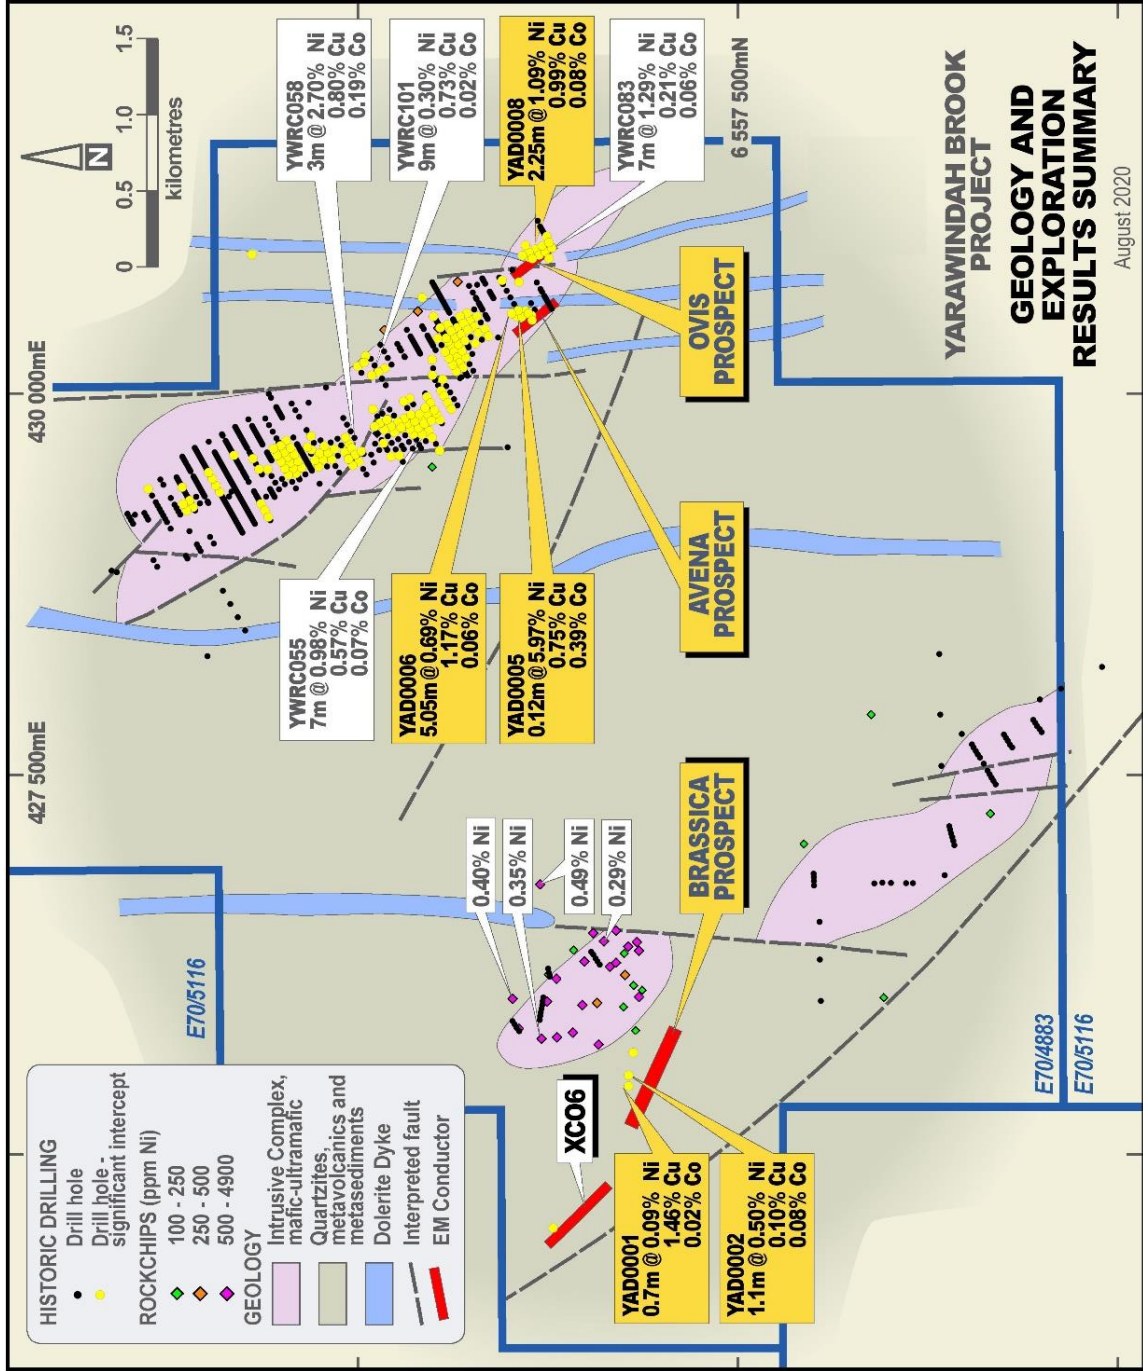 HISTORIC DRILLING
Drill hole
Drill hole -
significant intercept
ROCKCHIPS (ppm Ni)
100 - 250
250 - 500
500 - 4900
GEOLOGY
Intrusive Complex,
mafic-ultramafic
Quartzites,
metavolcanics and
metasediments
Dolerite Dyke
Interpreted fault
EM Conductor
427 500mE
430 000mE
N
0 0.5 1.0 1.5
kilometres
E70/5116
YWRC058
3m @ 2.70% Ni
0.80% Cu
0.19% Co
YWRC055
7m @ 0.98% Ni
0.57% Cu
0.07% Co
YWRC101
9m @ 0.30% Ni
0.73% Cu
0.02% Co
YAD0006
5.05m @ 0.69% Ni
1.17% Cu
0.06% Co
0.40% Ni
0.35% Ni
0.49% Ni
0.29% Ni
XCO6
YAD0005
0.12m @ 5.97% Ni
0.75% Cu
0.39% Co
YAD0008
2.25m @ 1.09% Ni
0.99% Cu
0.08% Co
YWRC083
7m @ 1.29% Ni
0.21% Cu
0.06% Co
YAD0001
0.7m @ 0.09% Ni
1.46% Cu
0.02% Co
YAD0002
1.1m @ 0.50% Ni
0.10% Cu
0.08% Co
BRASSICA
PROSPECT
AVENA
PROSPECT
OVIS
PROSPECT
6 557 500mN
E70/4883
E70/5116
YARAWINDAH BROOK
PROJECT
GEOLOGY AND
EXPLORATION
RESULTS SUMMARY
August 2020